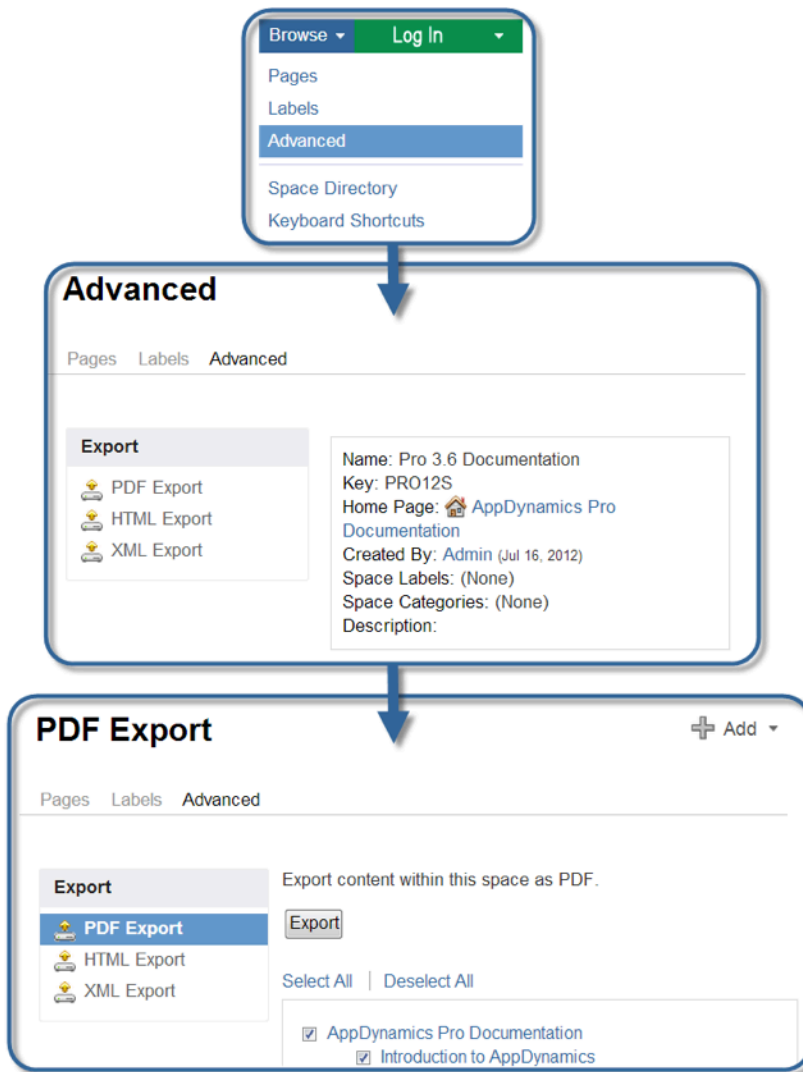 Browse Log In
Pages
Labels
Advanced
Space Directory
Keyboard Shortcuts
Advanced
Pages Labels Advanced
Export
PDF Export
HTML Export
XML Export
Name: Pro 3.6 Documentation
Key: PRO12S
Home Page: AppDynamics Pro
Documentation
Created By: Admin (Jul 16, 2012)
Space Labels: (None)
Space Categories: (None)
Description:
PDF Export
Add
Pages Labels Advanced
Export
PDF Export
HTML Export
XML Export
Export content within this space as PDF.
Export
Select All | Deselect All
AppDynamics Pro Documentation
Introduction to AppDynamics